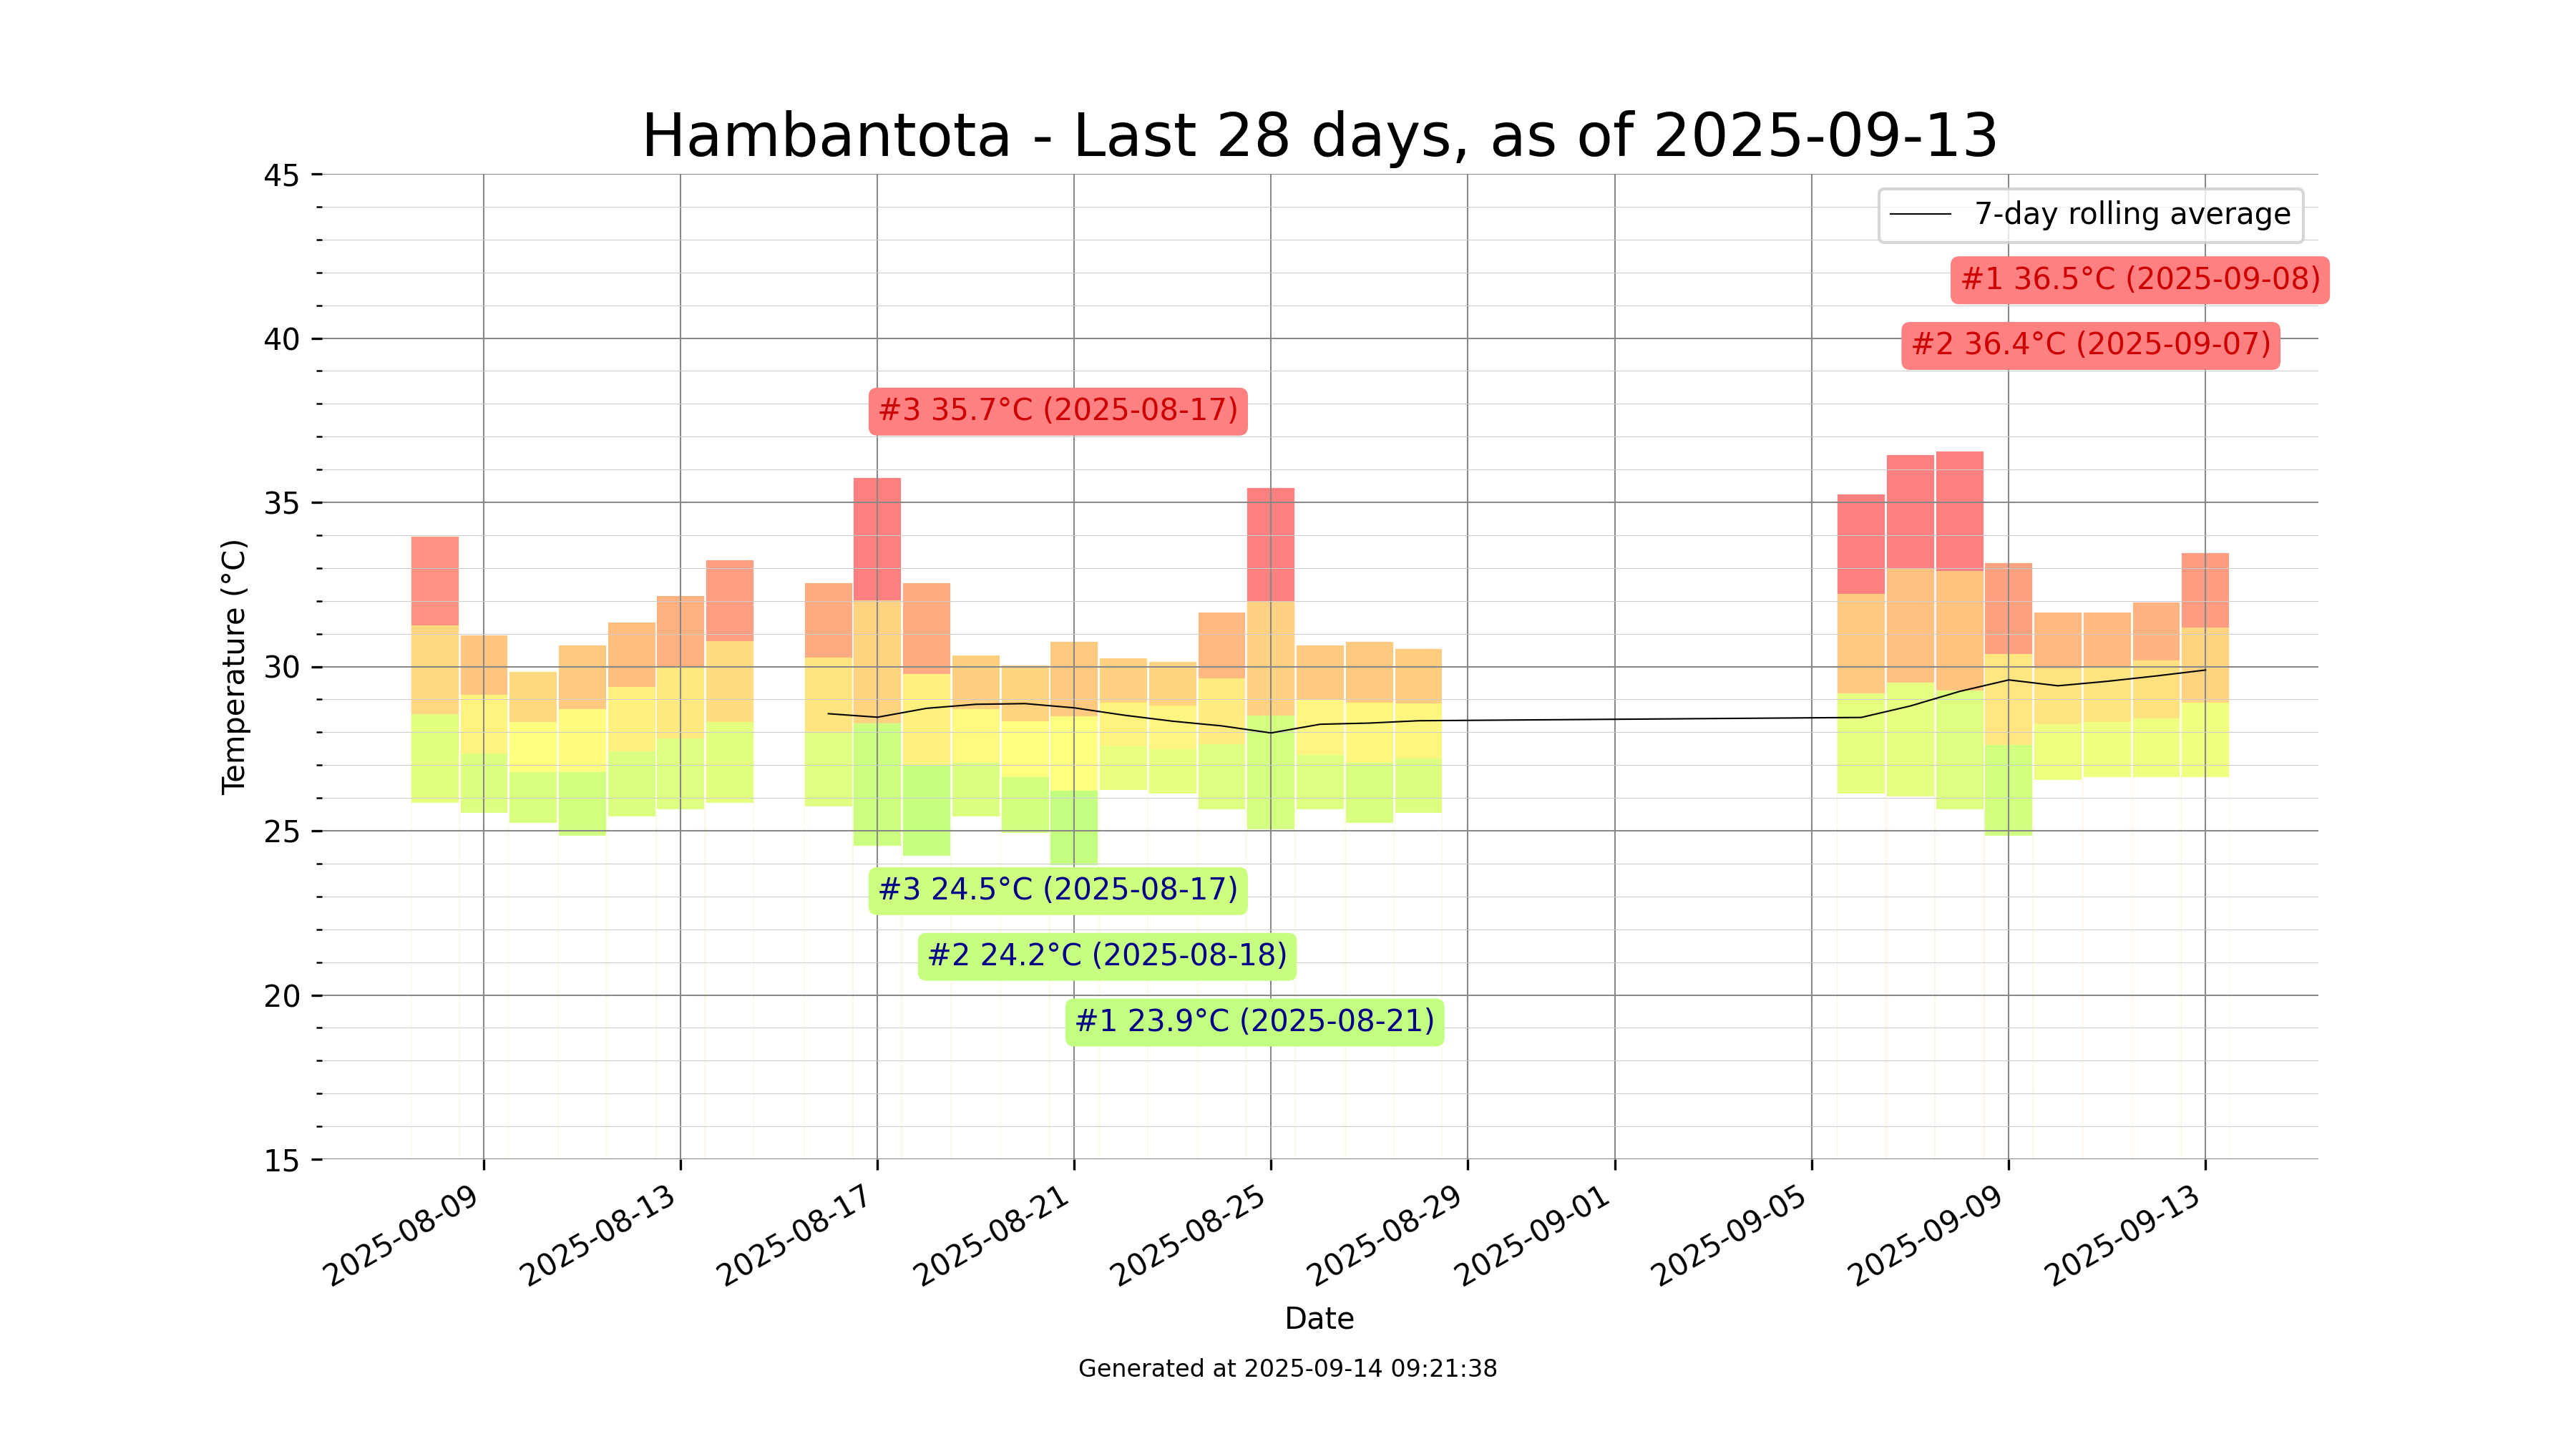 Hambantota - Last 28 days, as of 2025-09-13
45
40
35
30
25
20
15
Temperature (°C)
7-day rolling average
#1 36.5°C (2025-09-08)
#2 36.4°C (2025-09-07)
#3 35.7°C (2025-08-17)
#3 24.5°C (2025-08-17)
#2 24.2°C (2025-08-18)
#1 23.9°C (2025-08-21)
2025-08-09
2025-08-13
2025-08-17
2025-08-21
2025-08-25
2025-08-29
2025-09-01
2025-09-05
2025-09-09
2025-09-13
Date
Generated at 2025-09-14 09:21:38